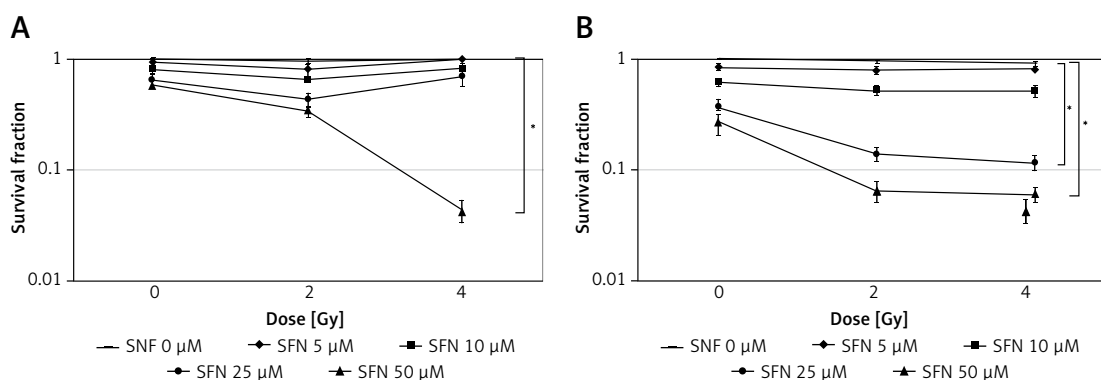 A
Survival fraction
1
0.1
0.01
*
0 2 4
Dose [Gy]
SNF 0 µM SFN 5 µM SFN 10 µM
SFN 25 µM SFN 50 µM
B
Survival fraction
1
0.1
0.01
* *
0 2 4
Dose [Gy]
SNF 0 µM SFN 5 µM SFN 10 µM
SFN 25 µM SFN 50 µM